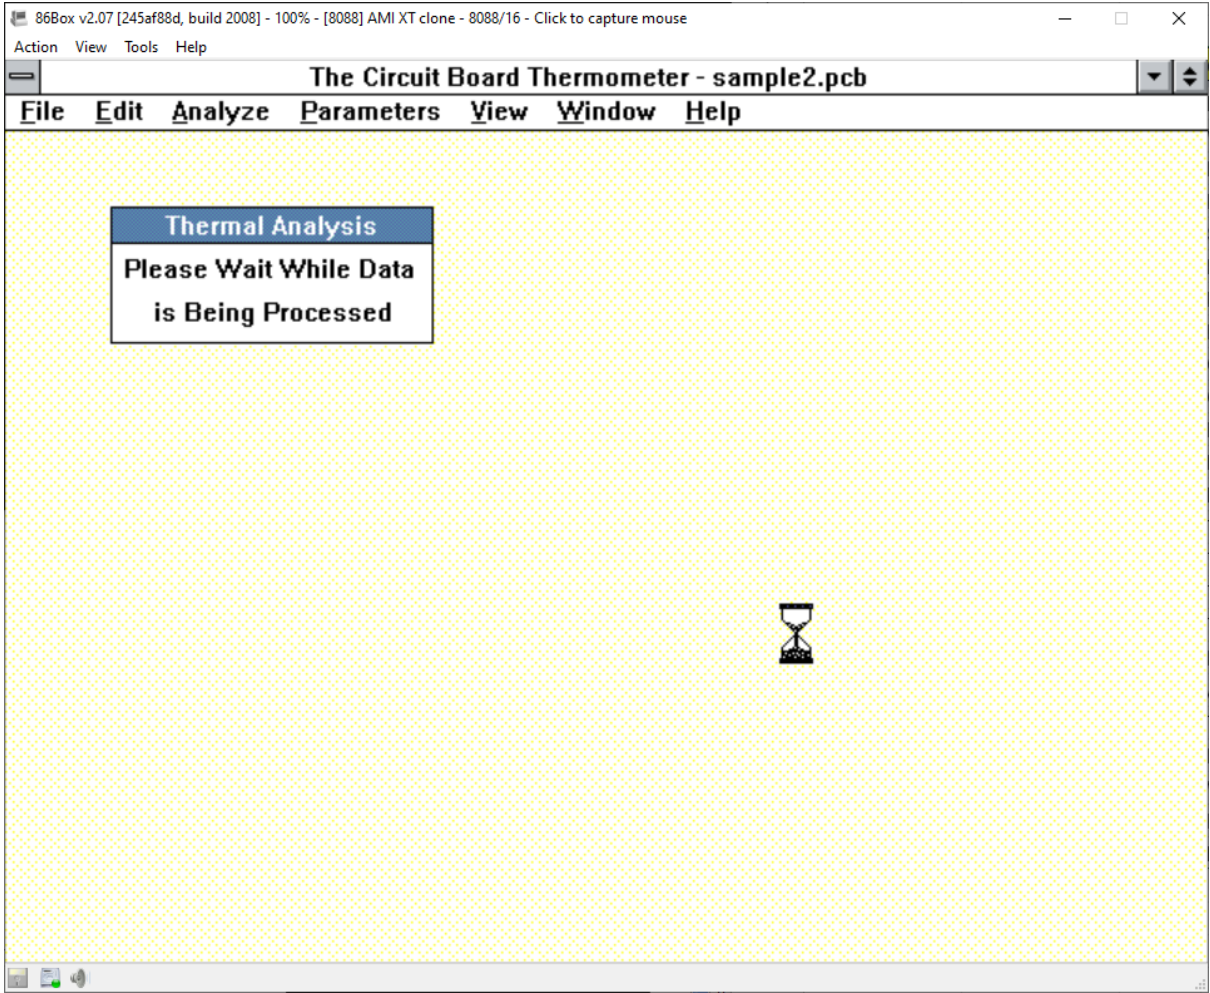 86Box v2.07 [245af88d, build 2008] - 100% - [8088] AMI XT clone - 8088/16 - Click to capture mouse
Action View Tools Help
The Circuit Board Thermometer - sample2.pcb
File Edit Analyze Parameters View Window Help
Thermal Analysis
Please Wait While Data
is Being Processed